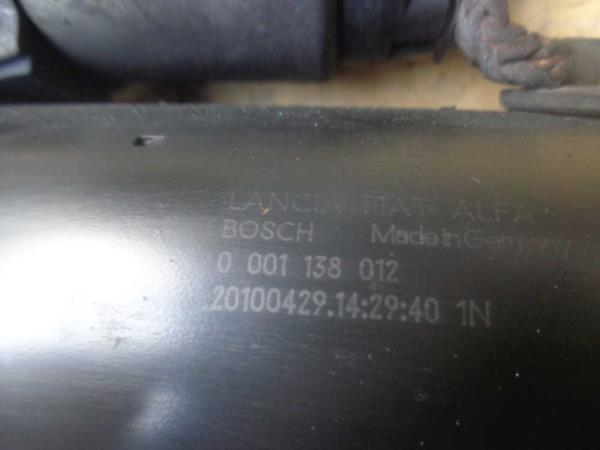 LANCIA FIAT ALFA
BOSCH Made in Germany
0 001 138 012
20100429.14:29:40 1N